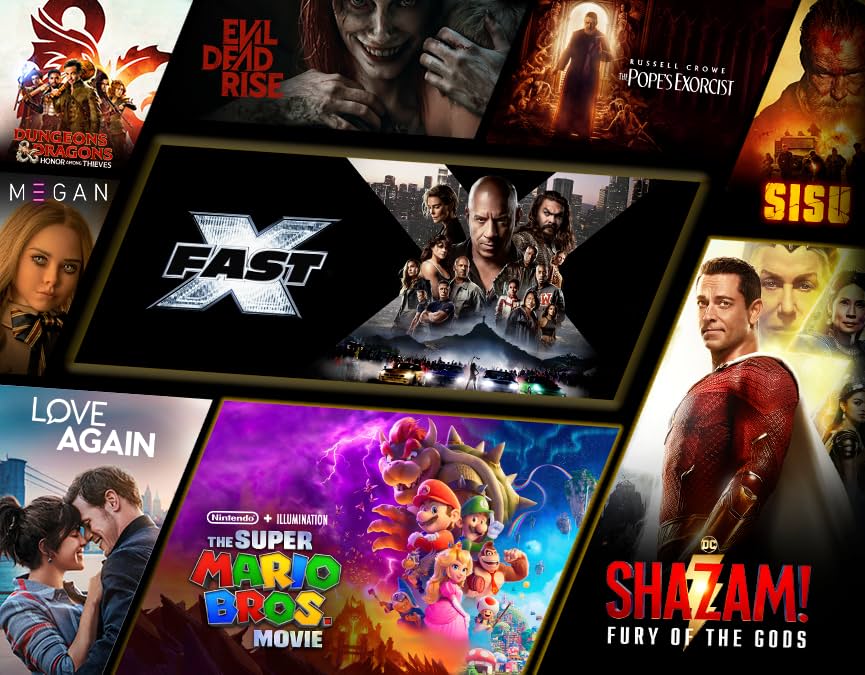 DUNGEONS
& DRAGONS
HONOR AMONG THIEVES
EVIL
DEAD
RISE
RUSSELL CROWE
THE POPE'S EXORCIST
SISU
MEGAN
X
FAST
LOVE
AGAIN
Nintendo + ILLUMINATION
THE SUPER
MARIO
BROS.
MOVIE
DC
SHAZAM!
FURY OF THE GODS